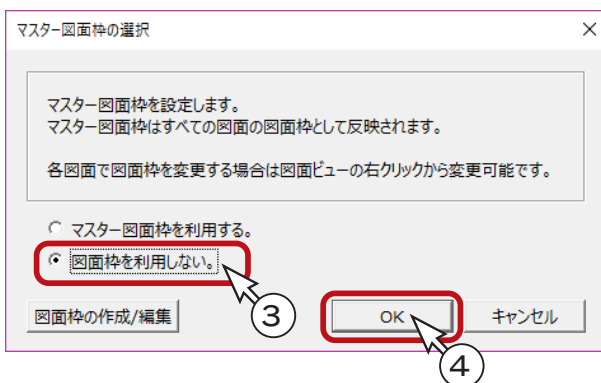 マスター図面枠の選択
マスター図面枠を設定します。
マスター図面枠はすべての図面の図面枠として反映されます。
各図面で図面枠を変更する場合は図面ビューの右クリックから変更可能です。
マスター図面枠を利用する。
図面枠を利用しない。
③
図面枠の作成/編集
OK
キャンセル
④